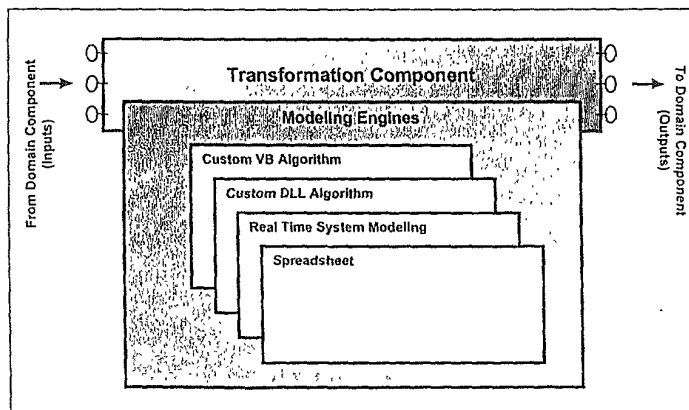 Transformation Component
Modeling Engines
Custom VB Algorithm
Custom DLL Algorithm
Real Time System Modeling
Spreadsheet
From Domain Component
(Inputs)
To Domain Component
(Outputs)